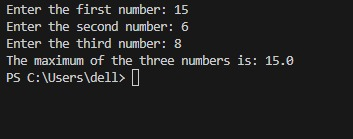 Enter the first number: 15
Enter the second number: 6
Enter the third number: 8
The maximum of the three numbers is: 15.0
PS C:\Users\dell>